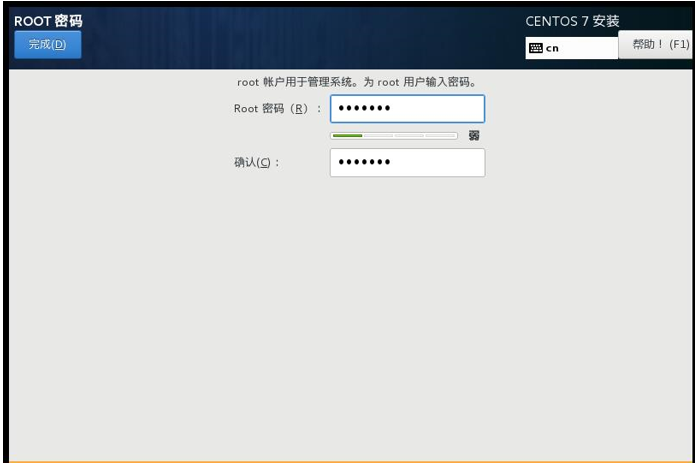 ROOT 密码
CENTOS 7 安装
完成(D)
cn
帮助！ (F1)
root 帐户用于管理系统。为 root 用户输入密码。
Root 密码（R）：
•••••••
确认(C)：
•••••••